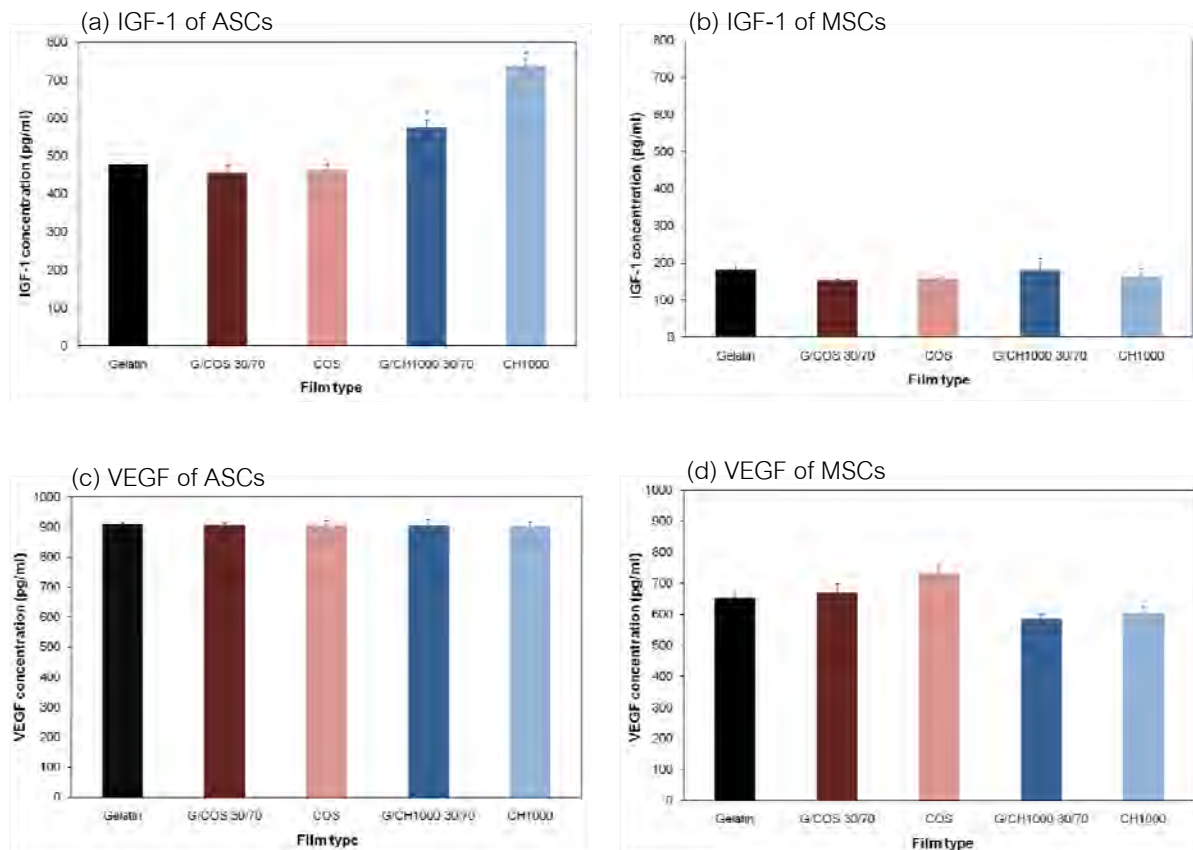 (a) IGF-1 of ASCs
IGF-1 concentration (pg/ml)
800
700
600
500
400
300
200
100
0
Gelatin G/COS 30/70 COS G/CH1000 30/70 CH1000
Film type
(b) IGF-1 of MSCs
IGF-1 concentration (pg/ml)
800
700
600
500
400
300
200
100
0
Gelatin G/COS 30/70 COS G/CH1000 30/70 CH1000
Film type
(c) VEGF of ASCs
VEGF concentration (pg/ml)
1000
900
800
700
600
500
400
300
200
100
0
Gelatin G/COS 30/70 COS G/CH1000 30/70 CH1000
Film type
(d) VEGF of MSCs
VEGF concentration (pg/ml)
1000
900
800
700
600
500
400
300
200
100
0
Gelatin G/COS 30/70 COS G/CH1000 30/70 CH1000
Film type